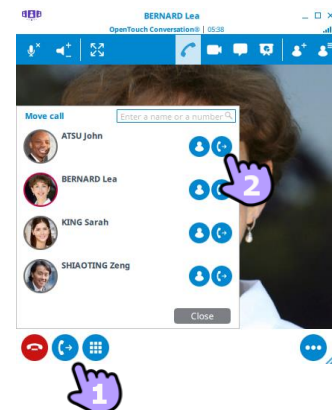 BERNARD Lea
OpenTouch Conversation® | 05:38
Move call
Enter a name or a number
ATSU John
BERNARD Lea
KING Sarah
SHIAOTING Zeng
2
Close
1